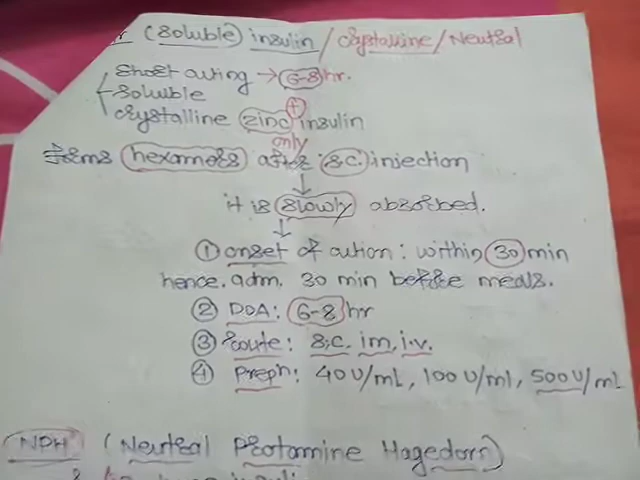 (Soluble) insulin / Crystalline / Neutral
Short acting → 6-8 hr.
Soluble
Crystalline zinc insulin
+
only
forms hexamers after s.c. injection
↓
it is slowly absorbed.
↓
① onset of action: within 30 min
hence. adm. 30 min before meals.
② DOA: 6-8 hr
③ Route: s.c. im, i.v.
④ Prepn: 40 U/mL, 100 U/mL, 500 U/mL
NPH (Neutral Protamine Hagedorn)